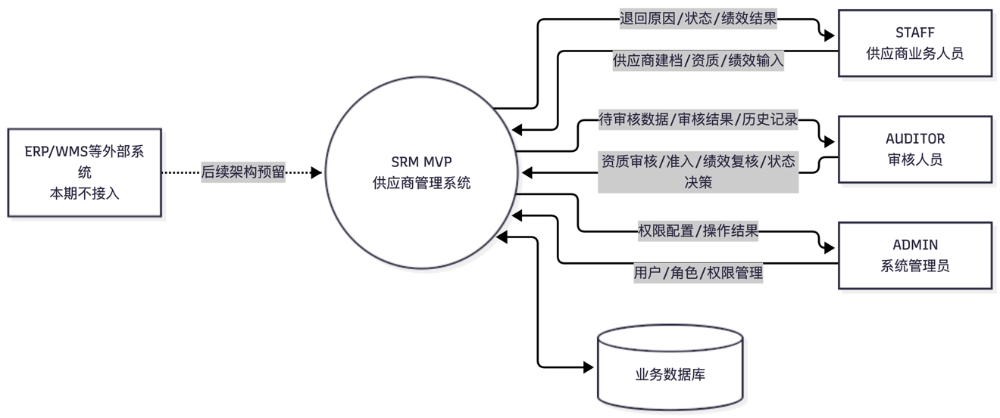 退回原因/状态/绩效结果
STAFF
供应商业务人员
供应商建档/资质/绩效输入
待审核数据/审核结果/历史记录
AUDITOR
审核人员
ERP/WMS等外部系
统
本期不接入
后续架构预留
SRM MVP
供应商管理系统
资质审核/准入/绩效复核/状态
决策
权限配置/操作结果
ADMIN
系统管理员
用户/角色/权限管理
业务数据库